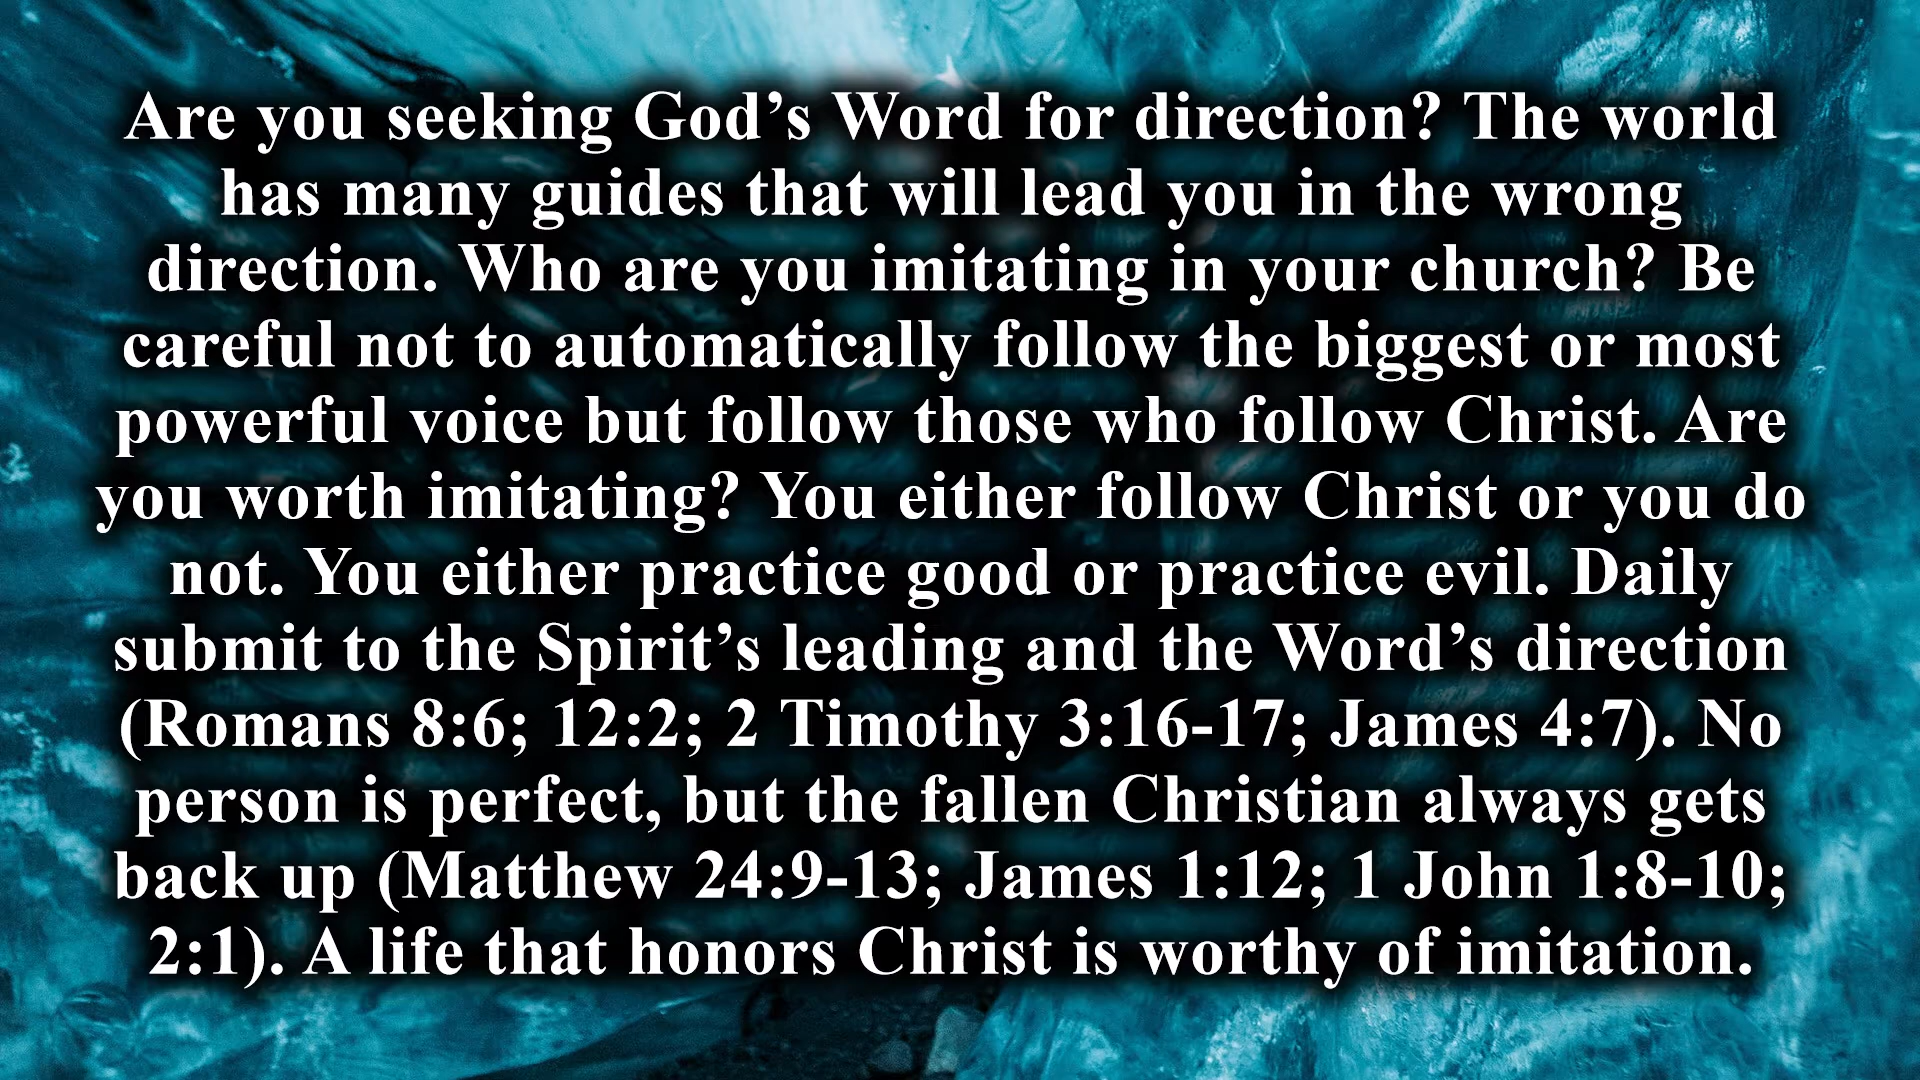 Are you seeking God’s Word for direction? The world
has many guides that will lead you in the wrong
direction. Who are you imitating in your church? Be
careful not to automatically follow the biggest or most
powerful voice but follow those who follow Christ. Are
you worth imitating? You either follow Christ or you do
not. You either practice good or practice evil. Daily
submit to the Spirit’s leading and the Word’s direction
(Romans 8:6; 12:2; 2 Timothy 3:16-17; James 4:7). No
person is perfect, but the fallen Christian always gets
back up (Matthew 24:9-13; James 1:12; 1 John 1:8-10;
2:1). A life that honors Christ is worthy of imitation.